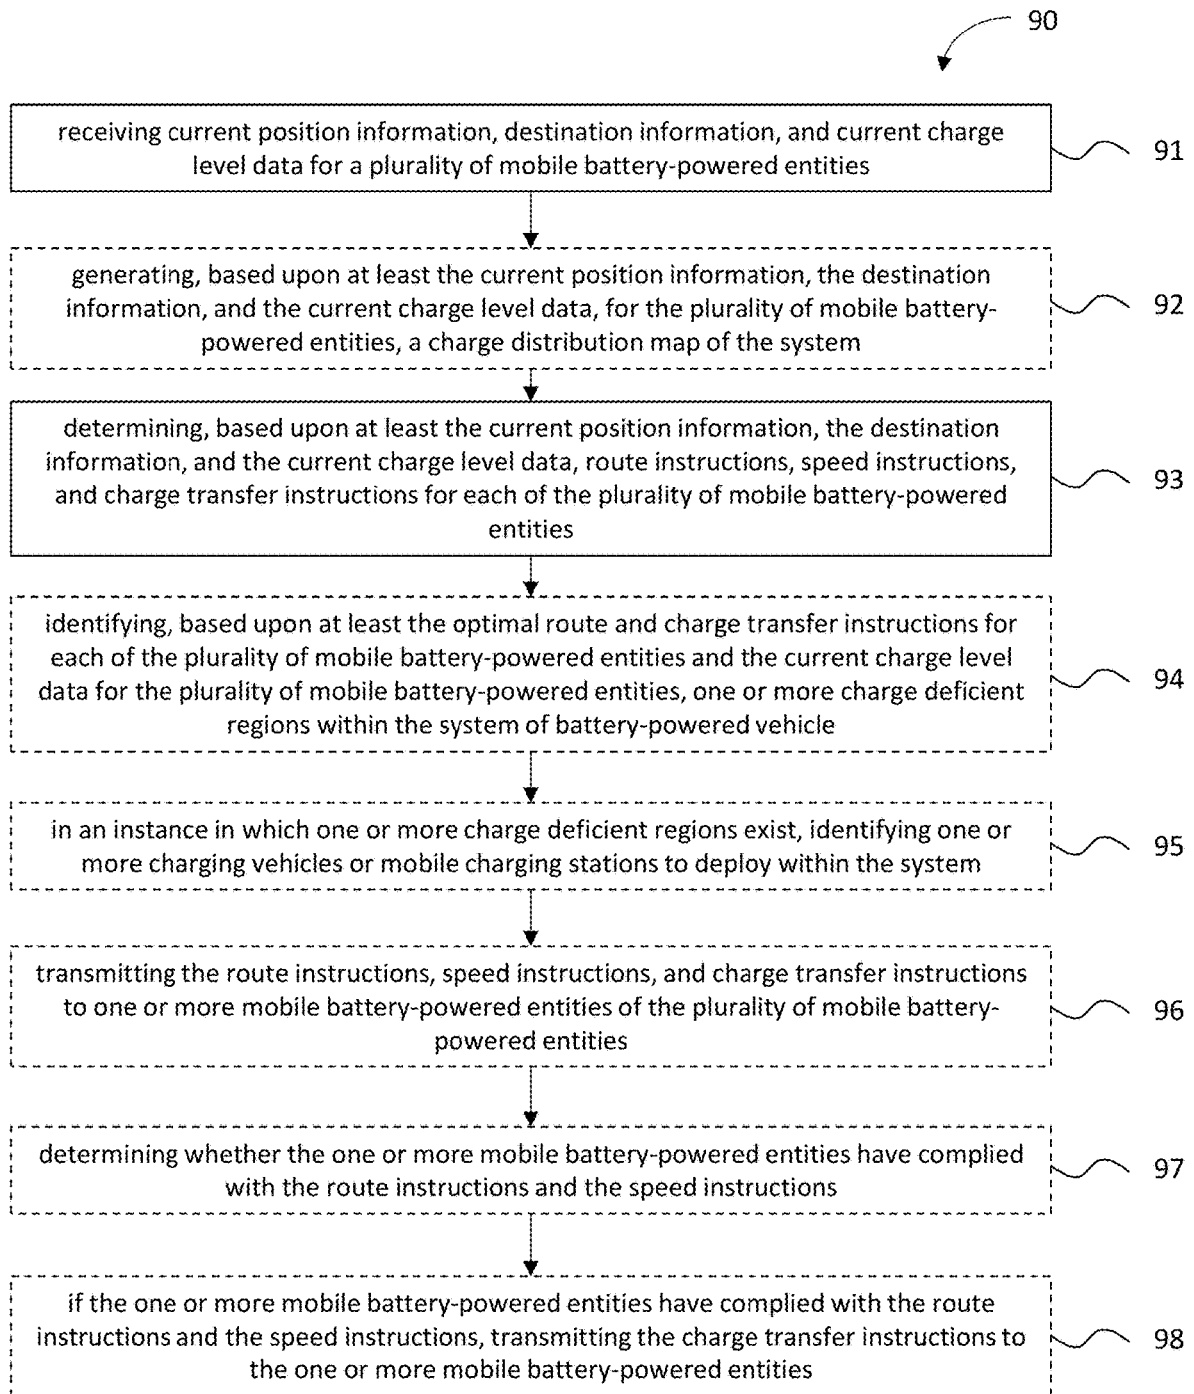 90
receiving current position information, destination information, and current charge
level data for a plurality of mobile battery-powered entities
91
generating, based upon at least the current position information, the destination
information, and the current charge level data, for the plurality of mobile battery-
powered entities, a charge distribution map of the system
92
determining, based upon at least the current position information, the destination
information, and the current charge level data, route instructions, speed instructions,
and charge transfer instructions for each of the plurality of mobile battery-powered
entities
93
identifying, based upon at least the optimal route and charge transfer instructions for
each of the plurality of mobile battery-powered entities and the current charge level
data for the plurality of mobile battery-powered entities, one or more charge deficient
regions within the system of battery-powered vehicle
94
in an instance in which one or more charge deficient regions exist, identifying one or
more charging vehicles or mobile charging stations to deploy within the system
95
transmitting the route instructions, speed instructions, and charge transfer instructions
to one or more mobile battery-powered entities of the plurality of mobile battery-
powered entities
96
determining whether the one or more mobile battery-powered entities have complied
with the route instructions and the speed instructions
97
if the one or more mobile battery-powered entities have complied with the route
instructions and the speed instructions, transmitting the charge transfer instructions to
the one or more mobile battery-powered entities
98